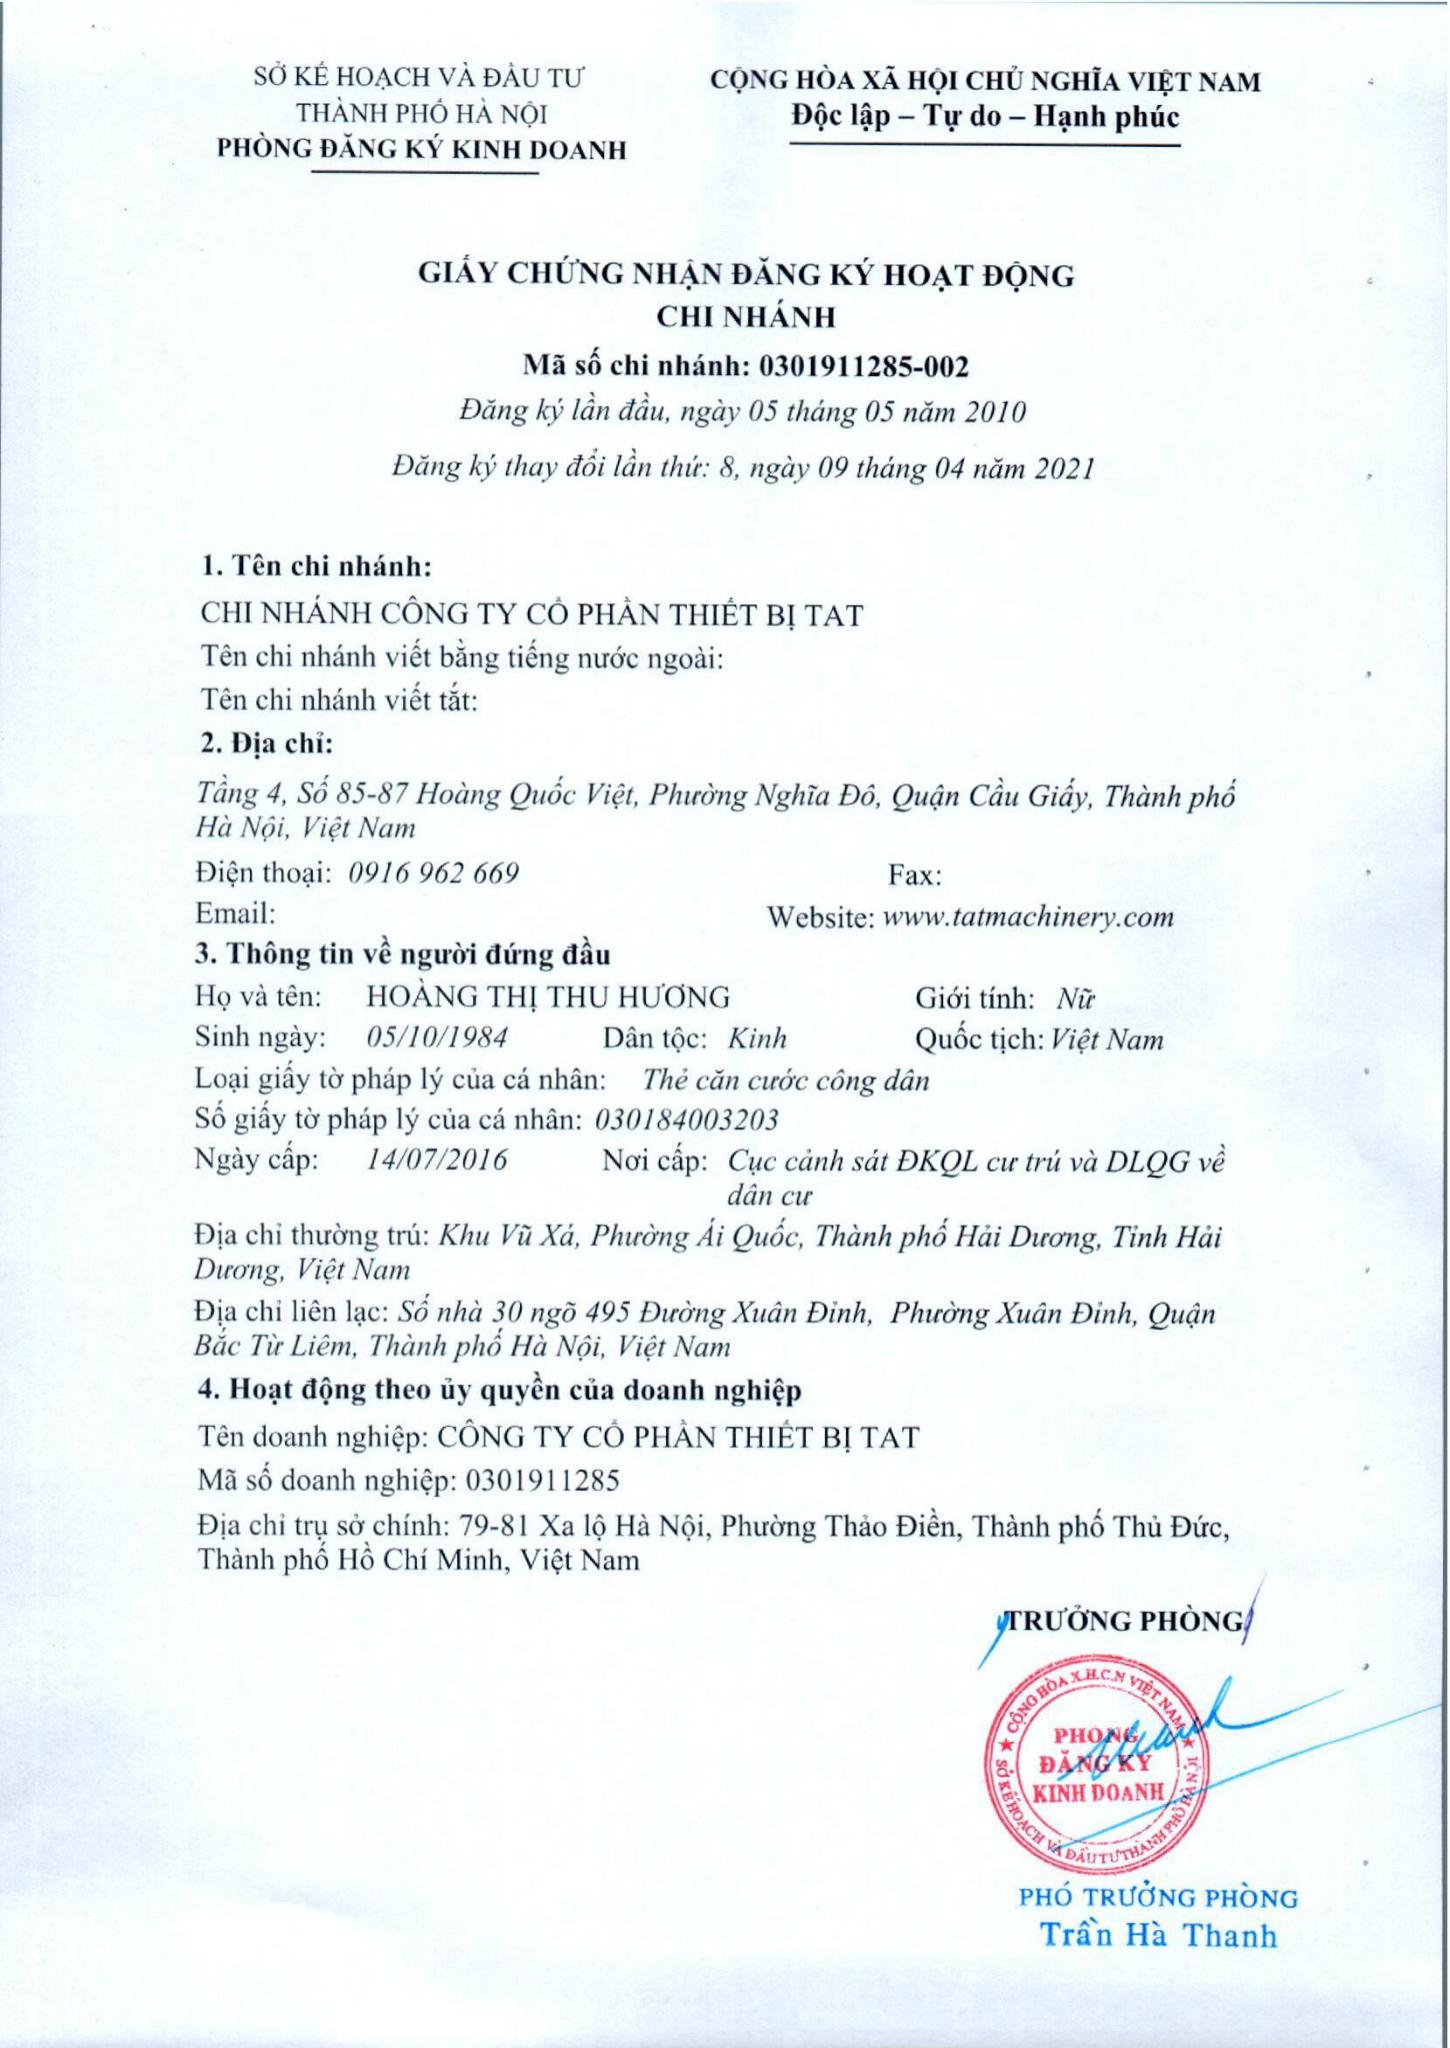 SỞ KẾ HOẠCH VÀ ĐẦU TƯ
THÀNH PHỐ HÀ NỘI
PHÒNG ĐĂNG KÝ KINH DOANH
CỘNG HÒA XÃ HỘI CHỦ NGHĨA VIỆT NAM
Độc lập – Tự do – Hạnh phúc
GIẤY CHỨNG NHẬN ĐĂNG KÝ HOẠT ĐỘNG
CHI NHÁNH
Mã số chi nhánh: 0301911285-002
Đăng ký lần đầu, ngày 05 tháng 05 năm 2010
Đăng ký thay đổi lần thứ: 8, ngày 09 tháng 04 năm 2021
1. Tên chi nhánh:
CHI NHÁNH CÔNG TY CỔ PHẦN THIẾT BỊ TAT
Tên chi nhánh viết bằng tiếng nước ngoài:
Tên chi nhánh viết tắt:
2. Địa chỉ:
Tầng 4, Số 85-87 Hoàng Quốc Việt, Phường Nghĩa Đô, Quận Cầu Giấy, Thành phố
Hà Nội, Việt Nam
Điện thoại: 0916 962 669 Fax:
Email: Website: www.tatmachinery.com
3. Thông tin về người đứng đầu
Họ và tên: HOÀNG THỊ THU HƯƠNG Giới tính: Nữ
Sinh ngày: 05/10/1984 Dân tộc: Kinh Quốc tịch: Việt Nam
Loại giấy tờ pháp lý của cá nhân: Thẻ căn cước công dân
Số giấy tờ pháp lý của cá nhân: 030184003203
Ngày cấp: 14/07/2016 Nơi cấp: Cục cảnh sát ĐKQL cư trú và DLQG về
dân cư
Địa chỉ thường trú: Khu Vũ Xá, Phường Ái Quốc, Thành phố Hải Dương, Tỉnh Hải
Dương, Việt Nam
Địa chỉ liên lạc: Số nhà 30 ngõ 495 Đường Xuân Đỉnh, Phường Xuân Đỉnh, Quận
Bắc Từ Liêm, Thành phố Hà Nội, Việt Nam
4. Hoạt động theo ủy quyền của doanh nghiệp
Tên doanh nghiệp: CÔNG TY CỔ PHẦN THIẾT BỊ TAT
Mã số doanh nghiệp: 0301911285
Địa chỉ trụ sở chính: 79-81 Xa lộ Hà Nội, Phường Thảo Điền, Thành phố Thủ Đức,
Thành phố Hồ Chí Minh, Việt Nam
TRƯỞNG PHÒNG
CỘNG HÒA X.H.C.N VIỆT NAM
PHÒNG
ĐĂNG KÝ
KINH DOANH
SỞ KẾ HOẠCH VÀ ĐẦU TƯ THÀNH PHỐ HÀ NỘI
PHÓ TRƯỞNG PHÒNG
Trần Hà Thanh